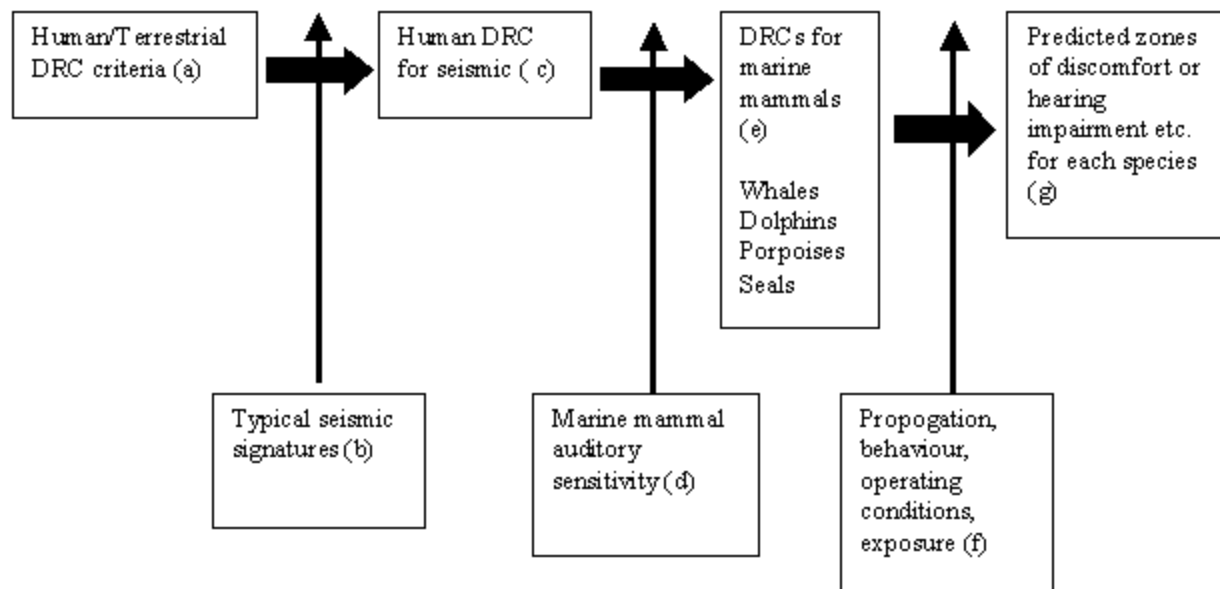 Human/Terrestrial
DRC criteria (a)
Human DRC
for seismic ( c)
DRCs for
marine
mammals
(e)
Whales
Dolphins
Porpoises
Seals
Predicted zones
of discomfort or
hearing
impairment etc.
for each species
(g)
Typical seismic
signatures (b)
Marine mammal
auditory
sensitivity (d)
Propogation,
behaviour,
operating
conditions,
exposure (f)